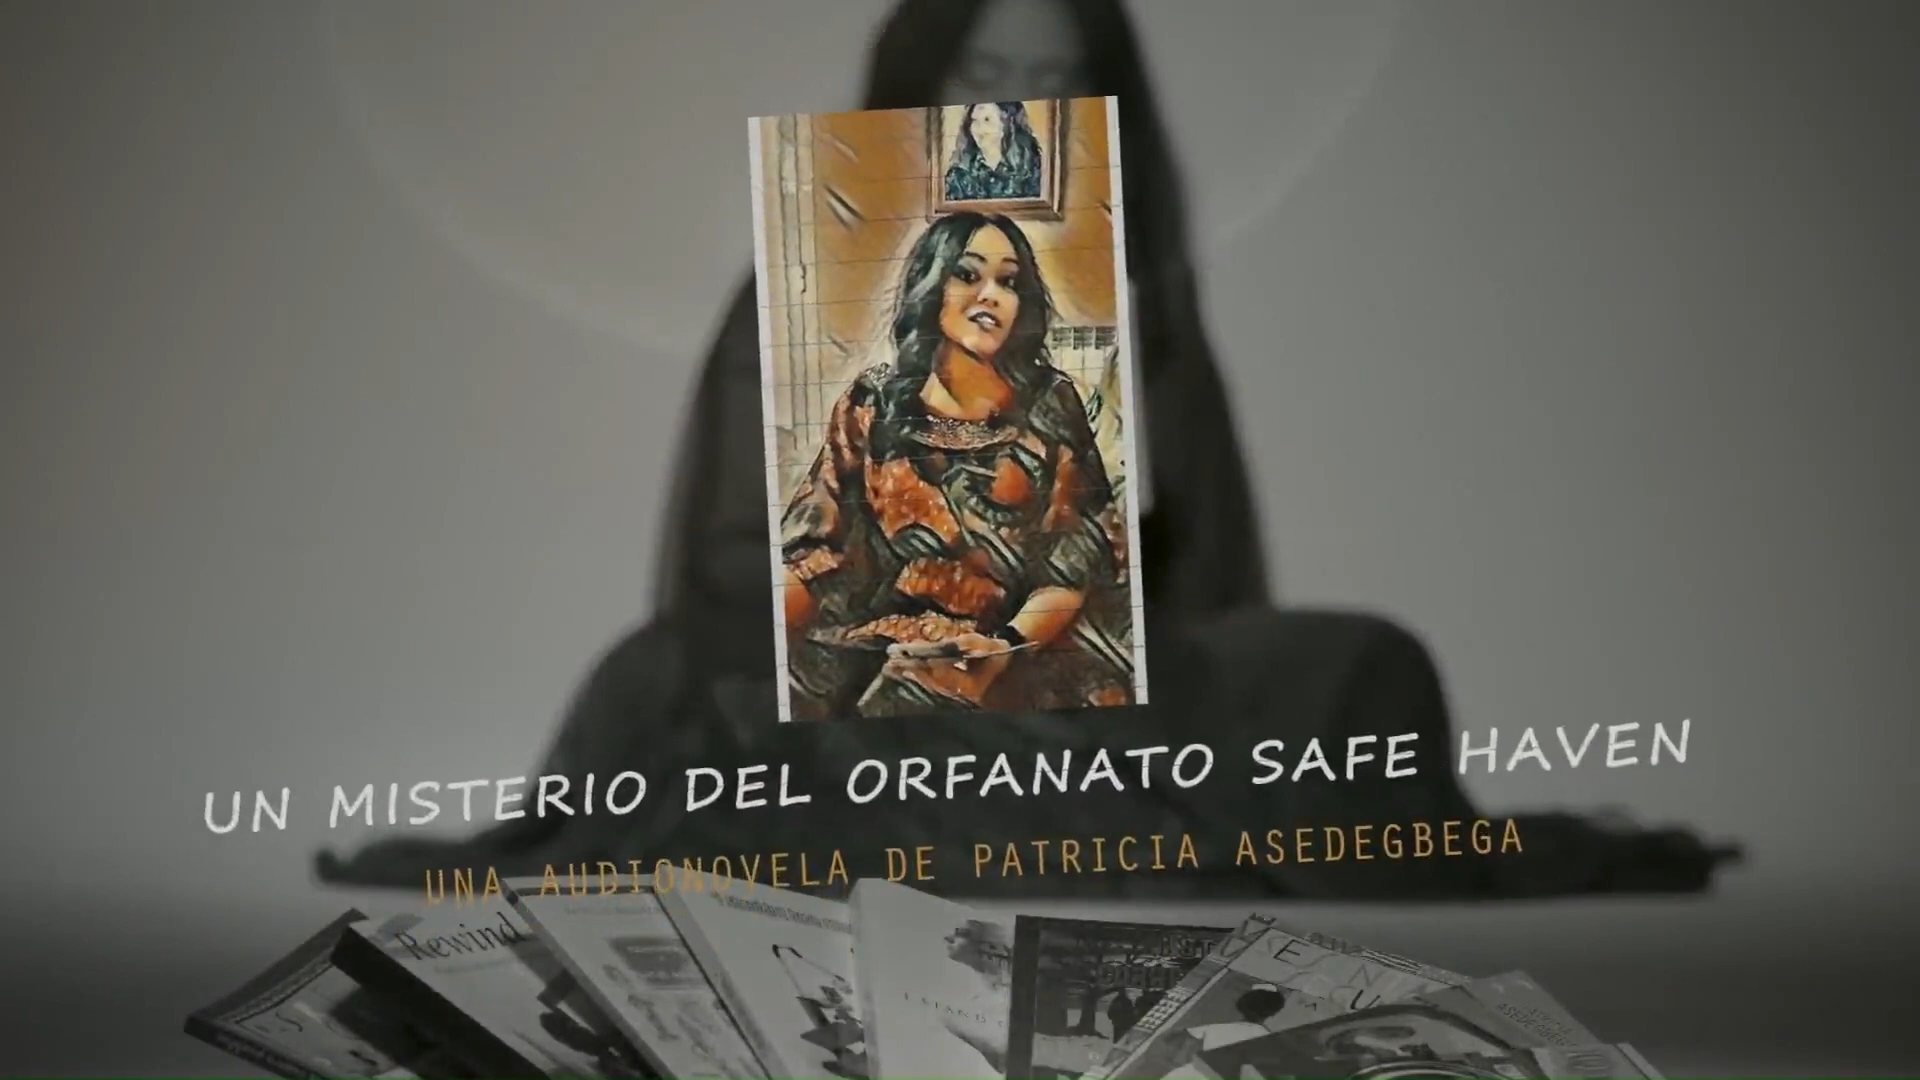 UN MISTERIO DEL ORFANATO SAFE HAVEN
UNA AUDIONOVELA DE PATRICIA ASEDEGBEGA
Rewind